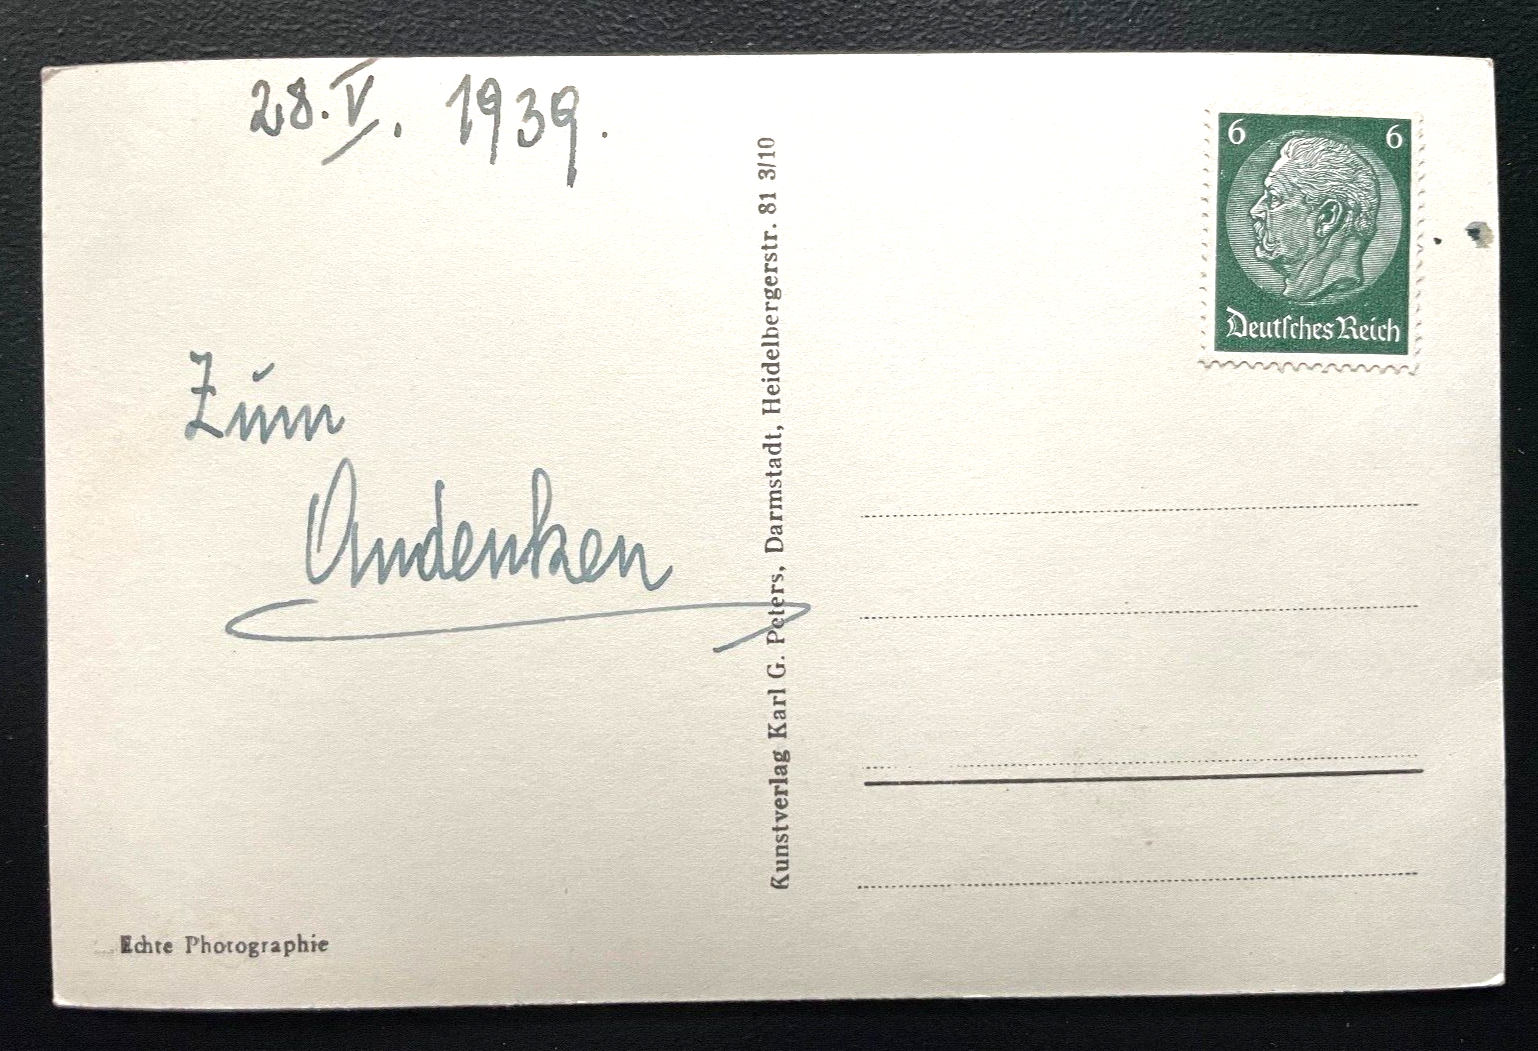 28. V. 1939.
Zum
Andenken
Echte Photographie
Kunstverlag Karl G. Peters, Darmstadt, Heidelbergerstr. 81 3/10
6 6
Deutſches Reich